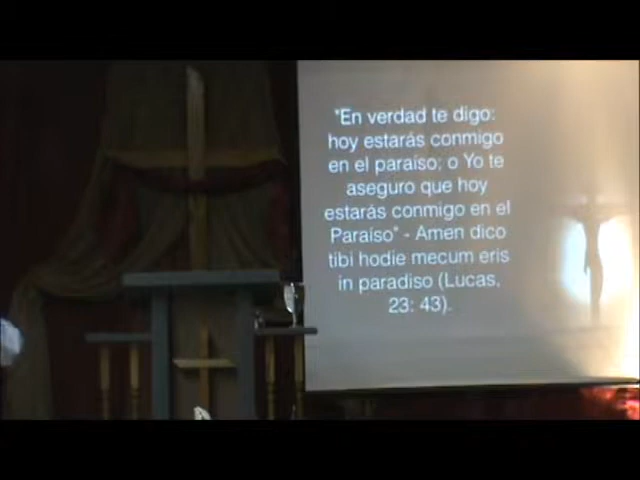 "En verdad te digo:
hoy estarás conmigo
en el paraíso; o Yo te
aseguro que hoy
estarás conmigo en el
Paraíso" - Amen dico
tibi hodie mecum eris
in paradiso (Lucas,
23: 43).